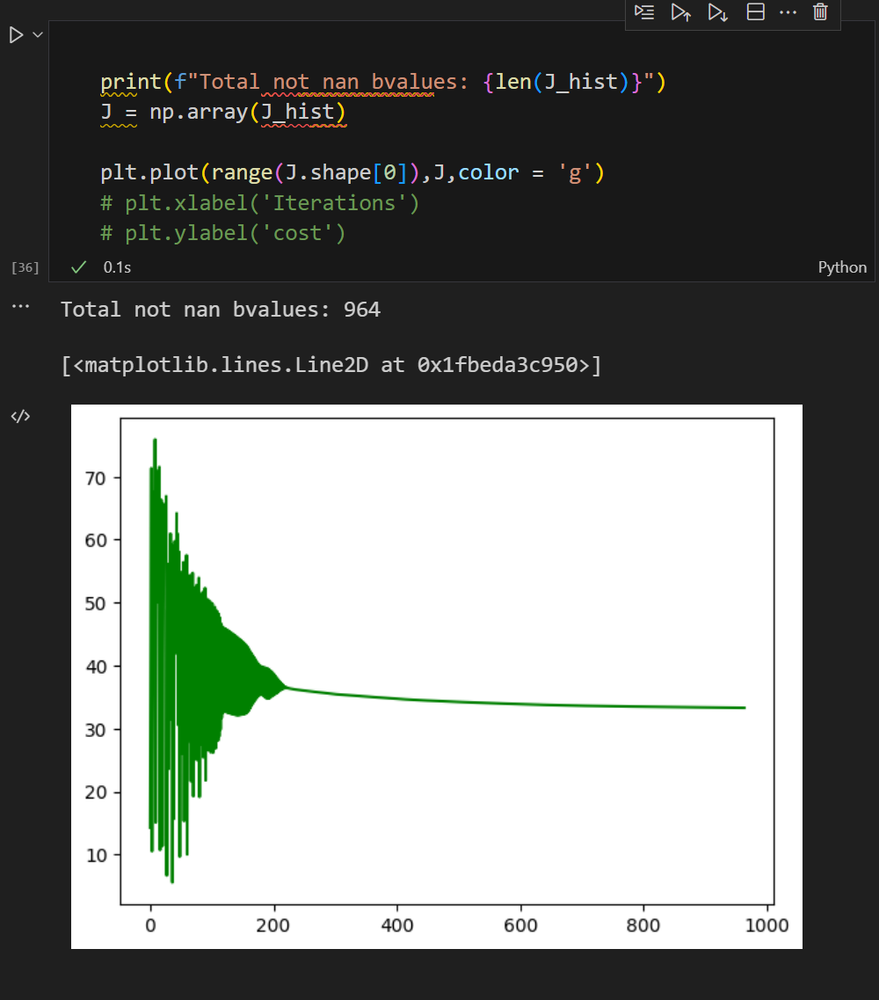 print(f"Total not nan bvalues: {len(J_hist)}")
J = np.array(J_hist)
plt.plot(range(J.shape[0]),J,color = 'g')
# plt.xlabel('Iterations')
# plt.ylabel('cost')
[36]
0.1s
Python
Total not nan bvalues: 964
[<matplotlib.lines.Line2D at 0x1fbeda3c950>]
70
60
50
40
30
20
10
0 200 400 600 800 1000